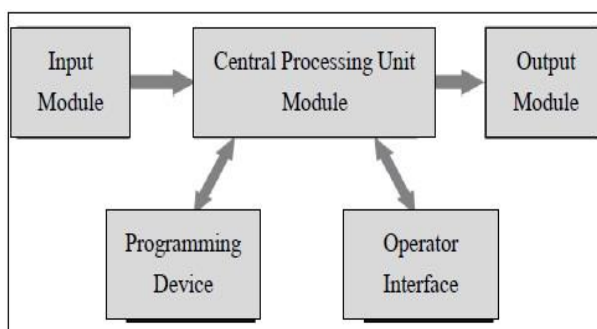 Input
Module
Central Processing Unit
Module
Output
Module
Programming
Device
Operator
Interface